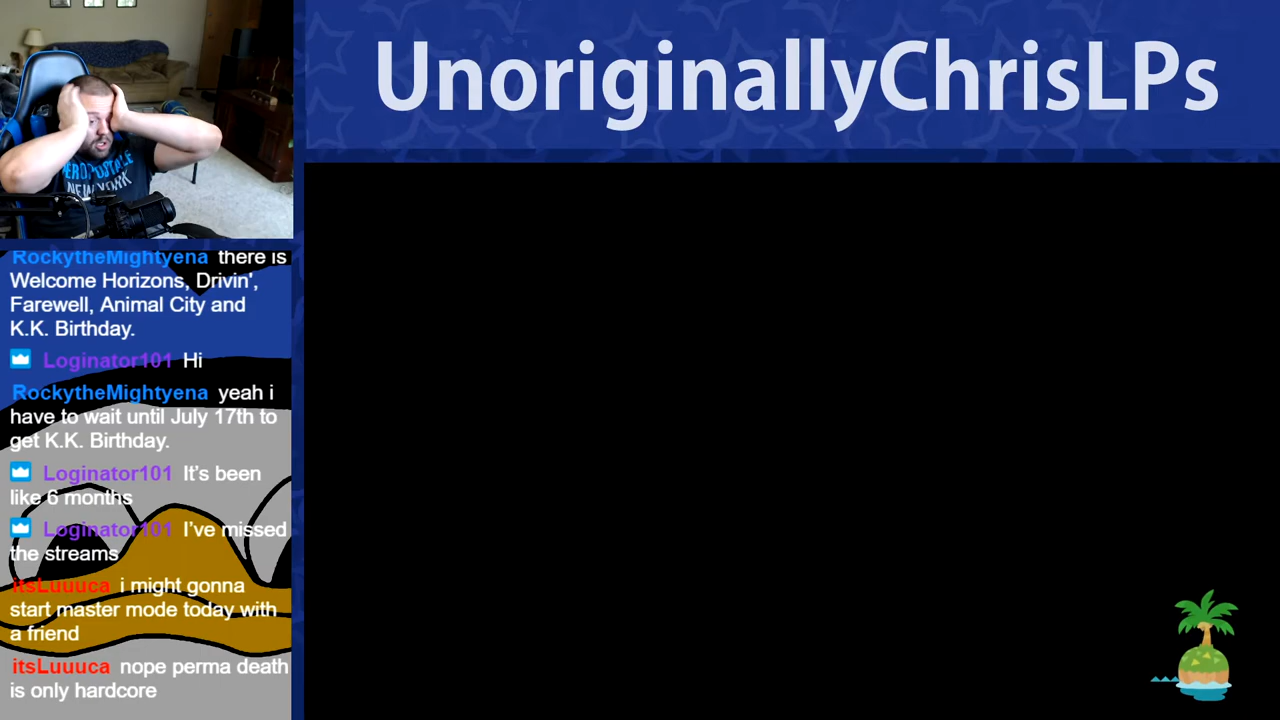 UnoriginallyChrisLPs
NEW YORK
RockytheMightyena there is
Welcome Horizons, Drivin',
Farewell, Animal City and
K.K. Birthday.
Loginator101 Hi
RockytheMightyena yeah i
have to wait until July 17th to
get K.K. Birthday.
Loginator101 It's been
like 6 months
Loginator101 I've missed
the streams
itsLuuuca i might gonna
start master mode today with
a friend
itsLuuuca nope perma death
is only hardcore